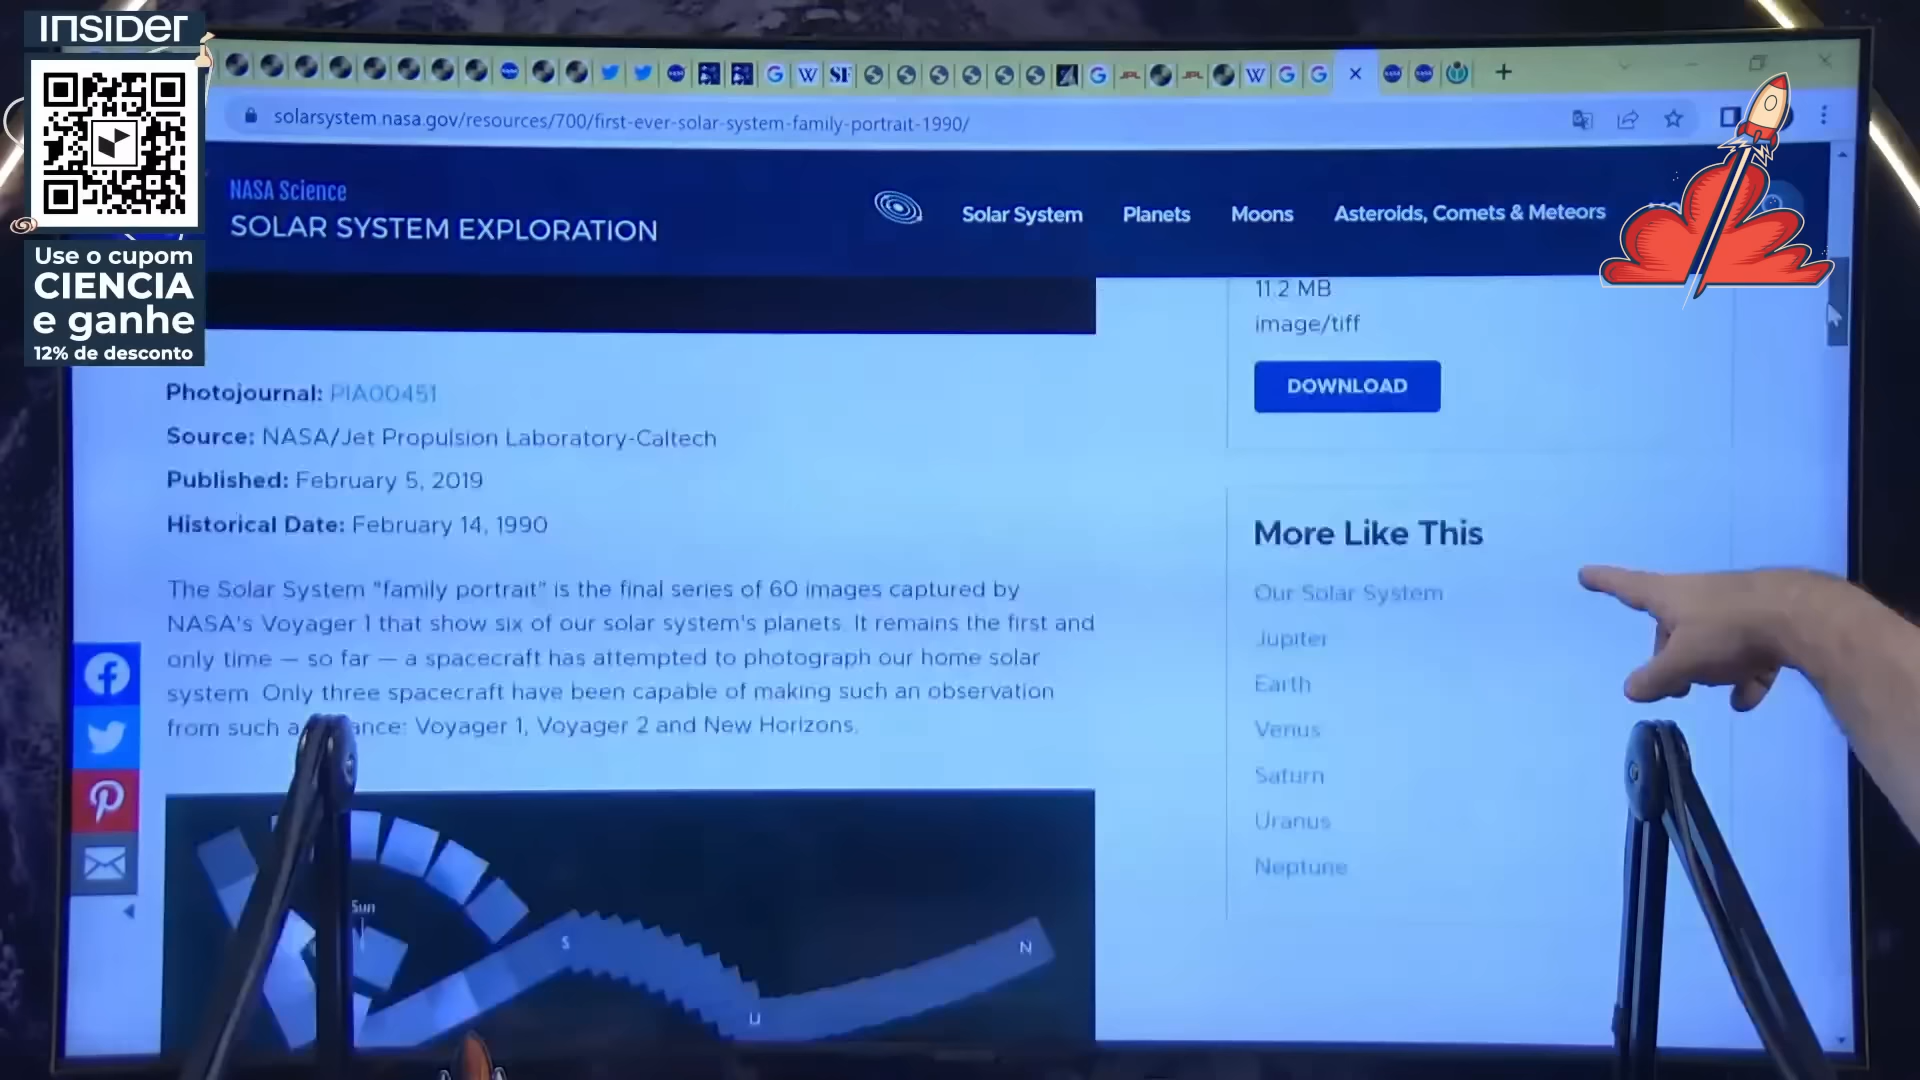 INSIDER
Use o cupom
CIENCIA
e ganhe
12% de desconto
solarsystem.nasa.gov/resources/700/first-ever-solar-system-family-portrait-1990/
NASA Science
SOLAR SYSTEM EXPLORATION
Solar System
Planets
Moons
Asteroids, Comets & Meteors
11.2 MB
image/tiff
DOWNLOAD
Photojournal: PIA00451
Source: NASA/Jet Propulsion Laboratory-Caltech
Published: February 5, 2019
Historical Date: February 14, 1990
The Solar System "family portrait" is the final series of 60 images captured by
NASA's Voyager 1 that show six of our solar system's planets. It remains the first and
only time — so far — a spacecraft has attempted to photograph our home solar
system. Only three spacecraft have been capable of making such an observation
from such a ance: Voyager 1, Voyager 2 and New Horizons.
More Like This
Our Solar System
Jupiter
Earth
Venus
Saturn
Uranus
Neptune
Sun
S
U
N